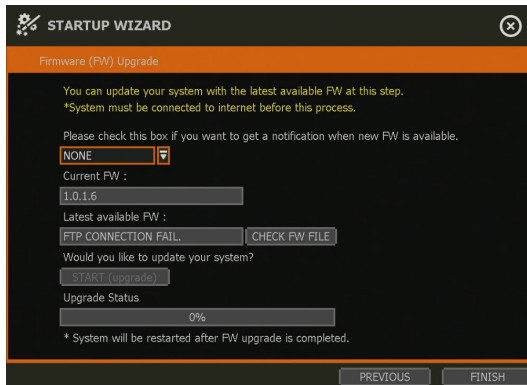 STARTUP WIZARD
Firmware (FW) Upgrade
You can update your system with the latest available FW at this step.
*System must be connected to internet before this process.
Please check this box if you want to get a notification when new FW is available.
NONE
Current FW :
1.0.1.6
Latest available FW :
FTP CONNECTION FAIL. CHECK FW FILE
Would you like to update your system?
START (upgrade)
Upgrade Status
0%
* System will be restarted after FW upgrade is completed.
PREVIOUS FINISH